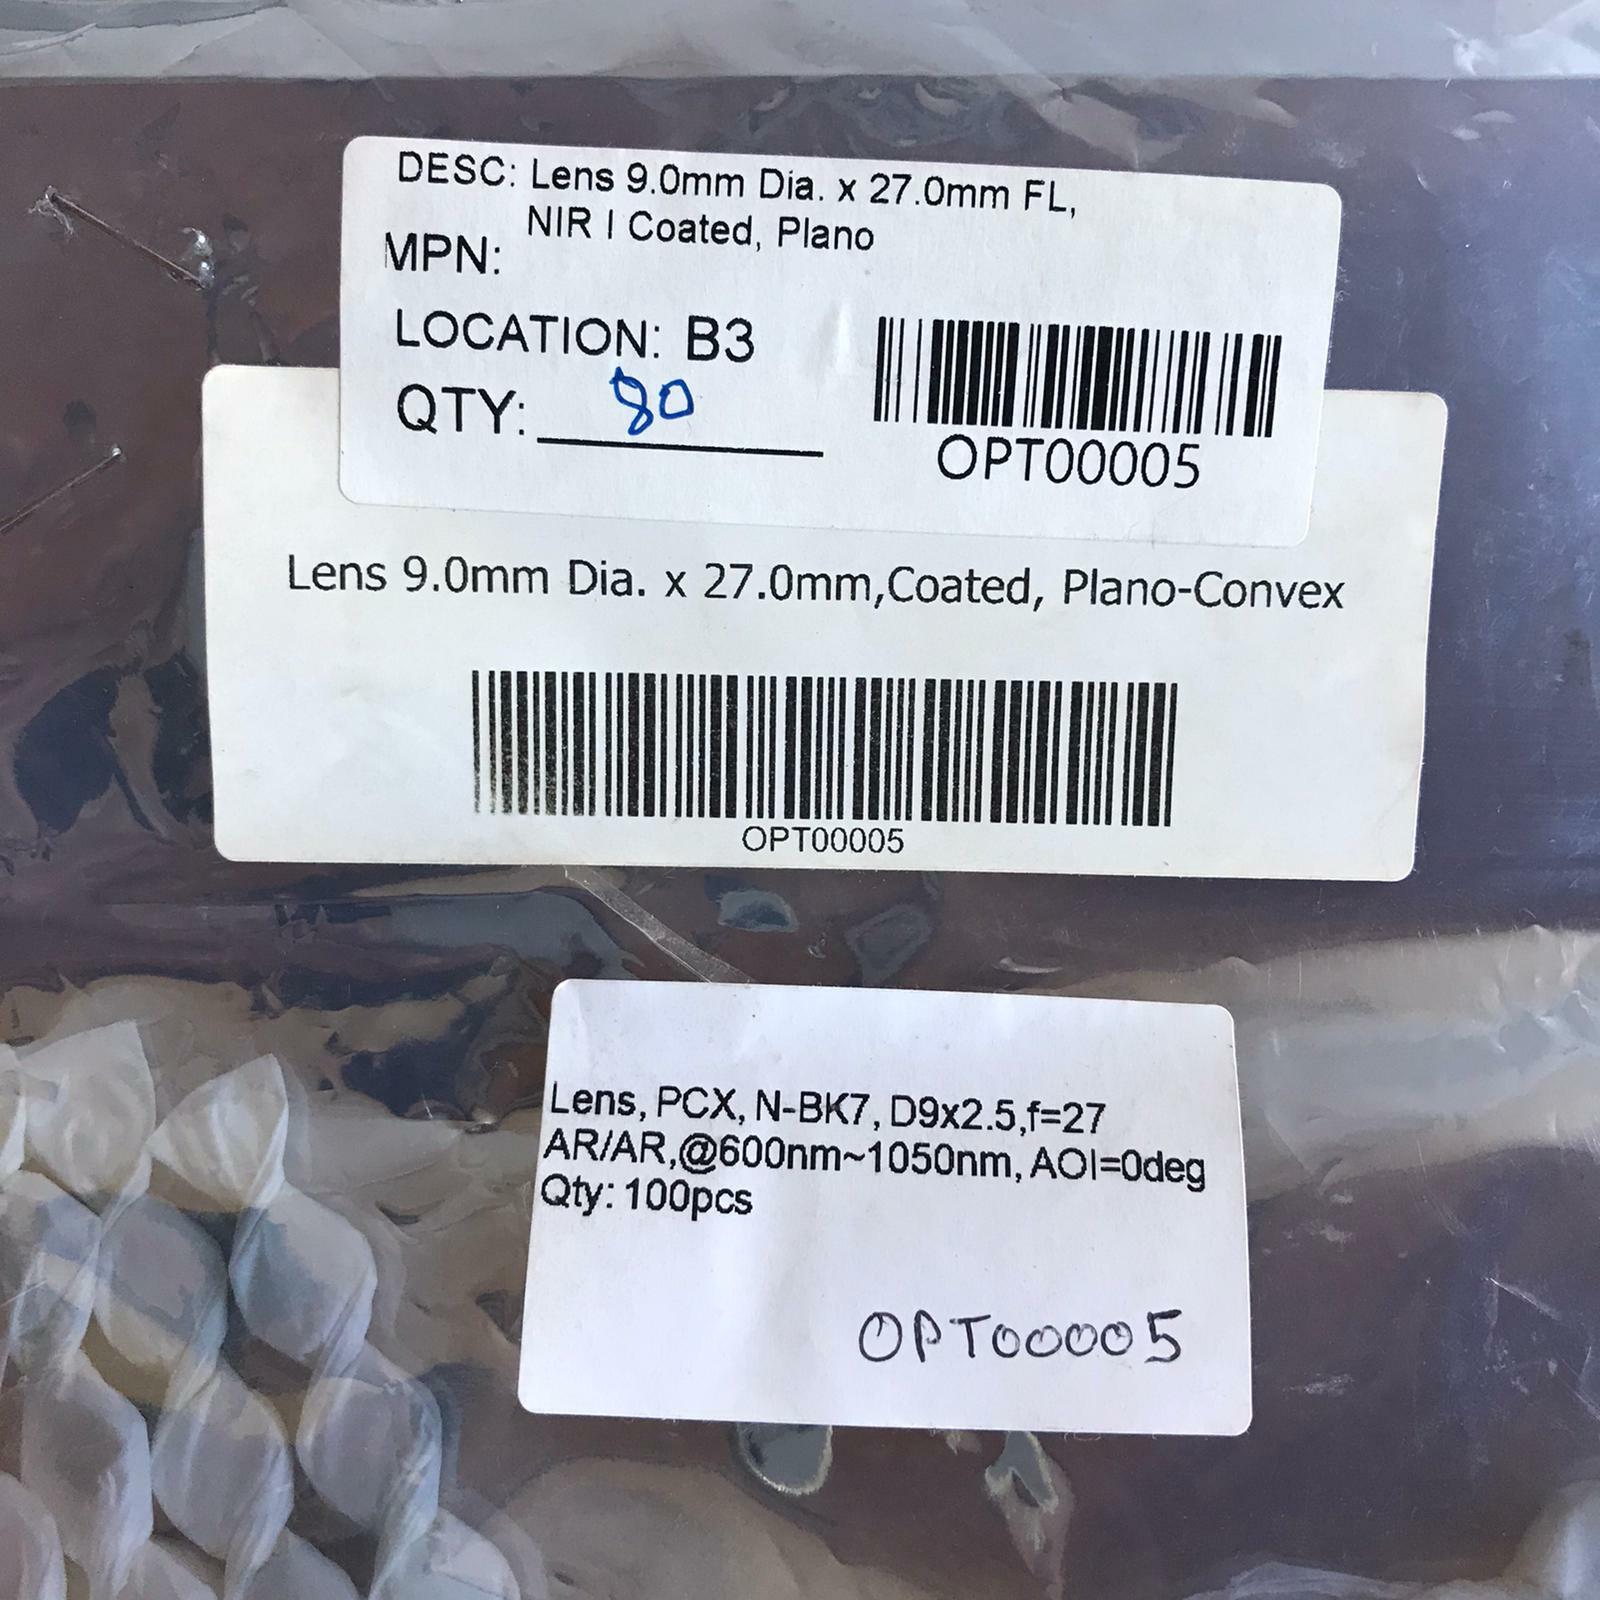 DESC: Lens 9.0mm Dia. x 27.0mm FL,
NIR I Coated, Plano
MPN:
LOCATION: B3
QTY: 80
OPT00005
Lens 9.0mm Dia. x 27.0mm,Coated, Plano-Convex
OPT00005
Lens, PCX, N-BK7, D9x2.5,f=27
AR/AR,@600nm~1050nm, AOI=0deg
Qty: 100pcs
OPT00005